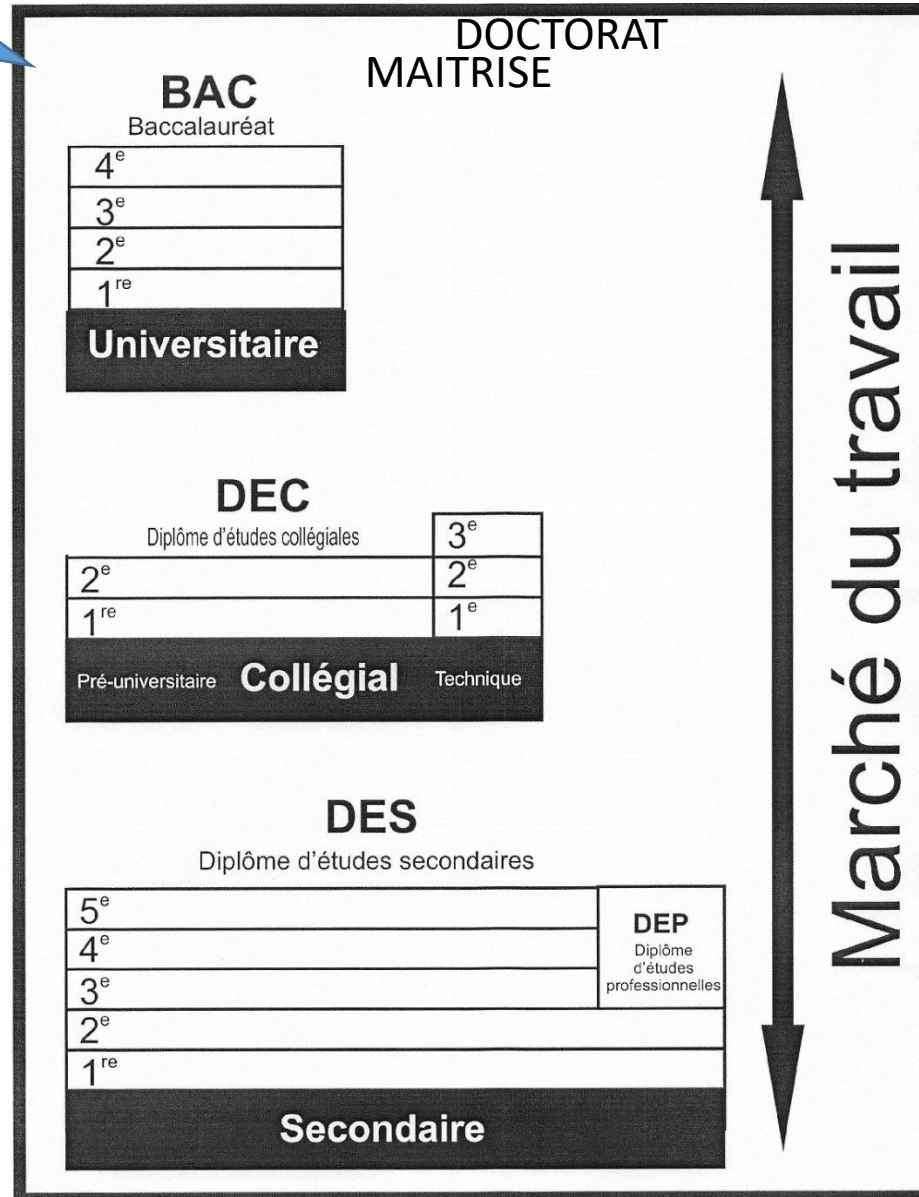 DOCTORAT
MAITRISE
BAC
Baccalauréat
4e
3e
2e
1re
Universitaire
DEC
Diplôme d'études collégiales
3e
2e
2e
1re
1e
Pré-universitaire Collégial Technique
DES
Diplôme d'études secondaires
5e
4e
3e
2e
1re
DEP
Diplôme
d'études
professionnelles
Secondaire
Marché du travail